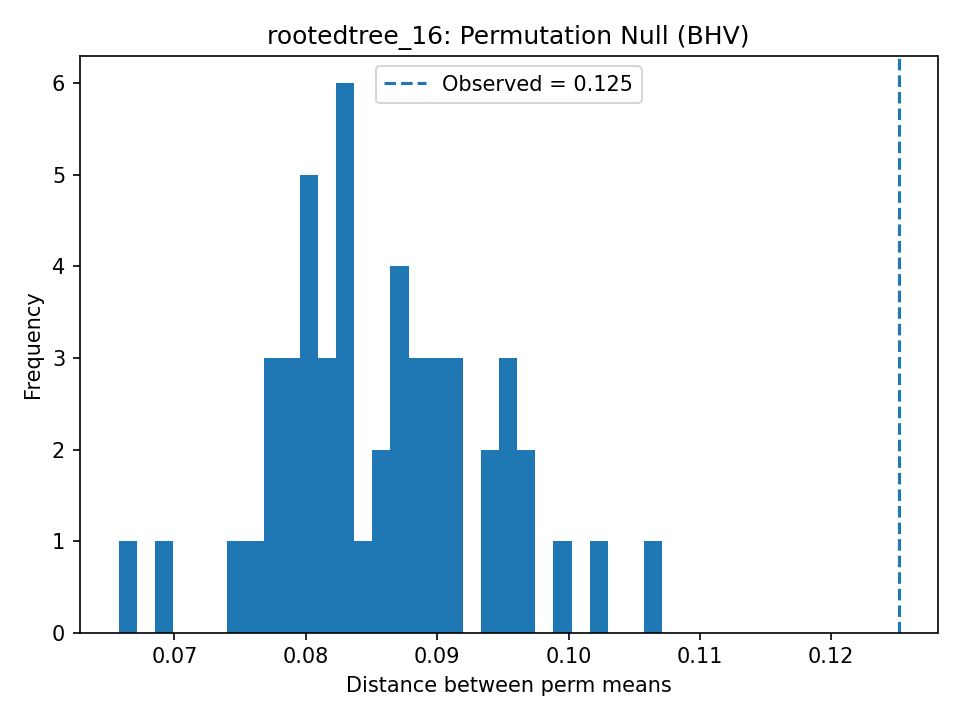 rootedtree_16: Permutation Null (BHV)
Observed = 0.125
6
5
4
3
2
1
0
Frequency
0.07 0.08 0.09 0.10 0.11 0.12
Distance between perm means